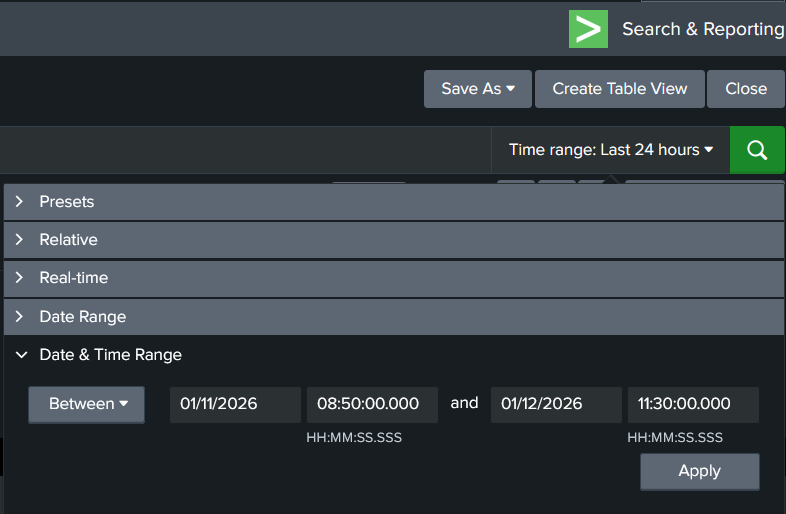 Search & Reporting
Save As Create Table View Close
Time range: Last 24 hours
Presets
Relative
Real-time
Date Range
Date & Time Range
Between 01/11/2026 08:50:00.000 and 01/12/2026 11:30:00.000
HH:MM:SS.SSS HH:MM:SS.SSS
Apply